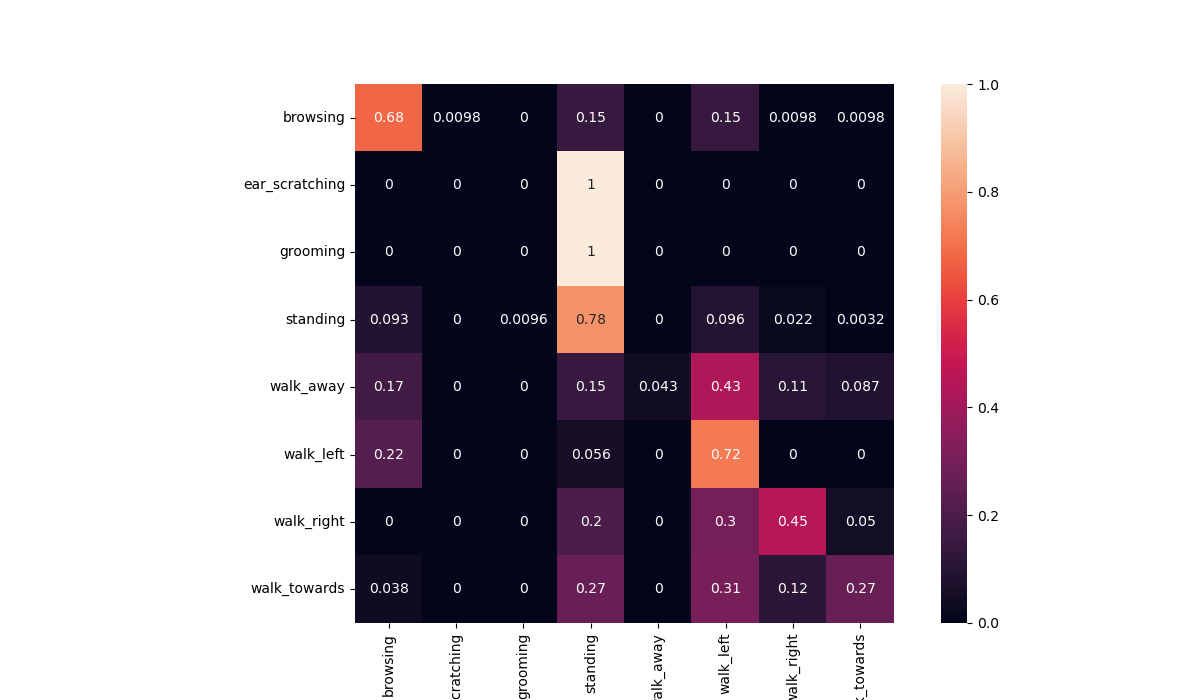 browsing 0.68 0.0098 0 0.15 0 0.15 0.0098 0.0098 1.0
ear_scratching 0 0 0 1 0 0 0 0
0.8
grooming 0 0 0 1 0 0 0 0
0.6
standing 0.093 0 0.0096 0.78 0 0.096 0.022 0.0032
walk_away 0.17 0 0 0.15 0.043 0.43 0.11 0.087
0.4
walk_left 0.22 0 0 0.056 0 0.72 0 0
0.2
walk_right 0 0 0 0.2 0 0.3 0.45 0.05
walk_towards 0.038 0 0 0.27 0 0.31 0.12 0.27
0.0
browsing
cratching
grooming
standing
alk_away
walk_left
walk_right
_towards